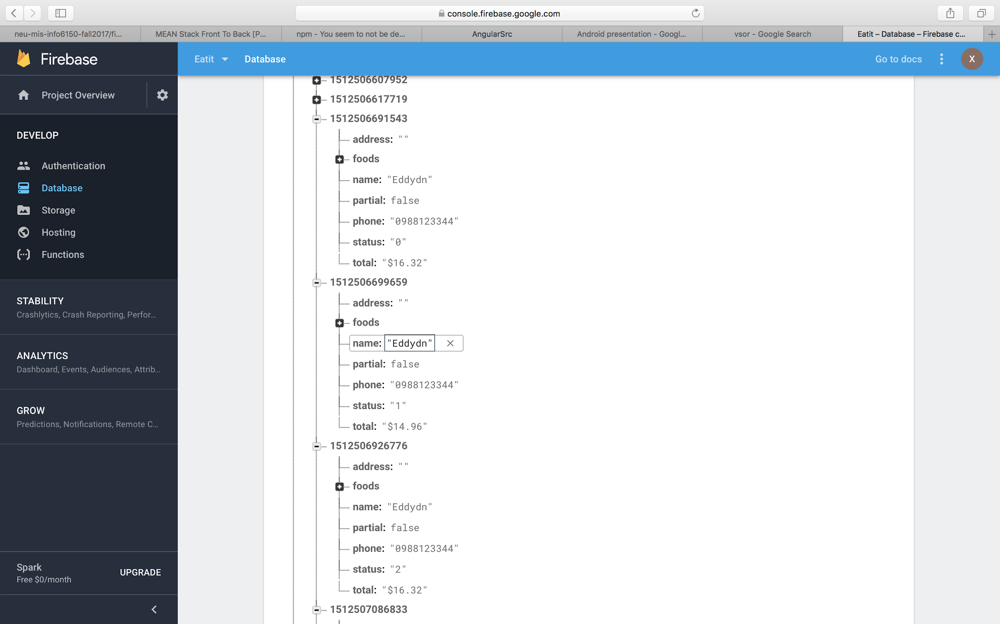 console.firebase.google.com
neu-mis-info6150-fall2017/fi...
MEAN Stack Front To Back [P...
npm - You seem to not be de...
AngularSrc
Android presentation - Googl...
vsor - Google Search
Eatit – Database – Firebase c...
Firebase
Eatit
Database
Go to docs
X
Project Overview
DEVELOP
Authentication
Database
Storage
Hosting
Functions
STABILITY
Crashlytics, Crash Reporting, Perfor...
ANALYTICS
Dashboard, Events, Audiences, Attrib...
GROW
Predictions, Notifications, Remote C...
Spark
Free $0/month
UPGRADE
1512506607952
1512506617719
1512506691543
address: ""
foods
name: "Eddydn"
partial: false
phone: "0988123344"
status: "0"
total: "$16.32"
1512506699659
address: ""
foods
name: "Eddydn"
partial: false
phone: "0988123344"
status: "1"
total: "$14.96"
1512506926776
address: ""
foods
name: "Eddydn"
partial: false
phone: "0988123344"
status: "2"
total: "$16.32"
1512507086833